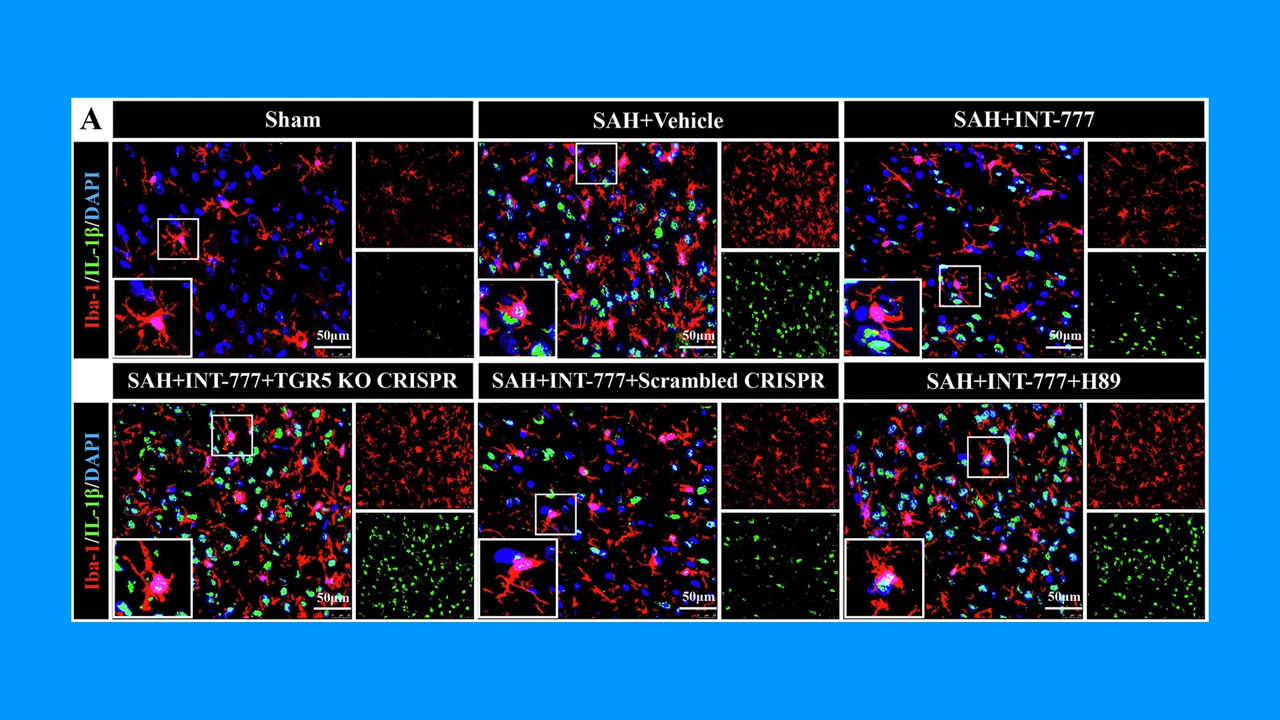 A
Sham
SAH+Vehicle
SAH+INT-777
Iba-1/IL-1β/DAPI
50μm
50μm
50μm
SAH+INT-777+TGR5 KO CRISPR
SAH+INT-777+Scrambled CRISPR
SAH+INT-777+H89
Iba-1/IL-1β/DAPI
50μm
50μm
50μm